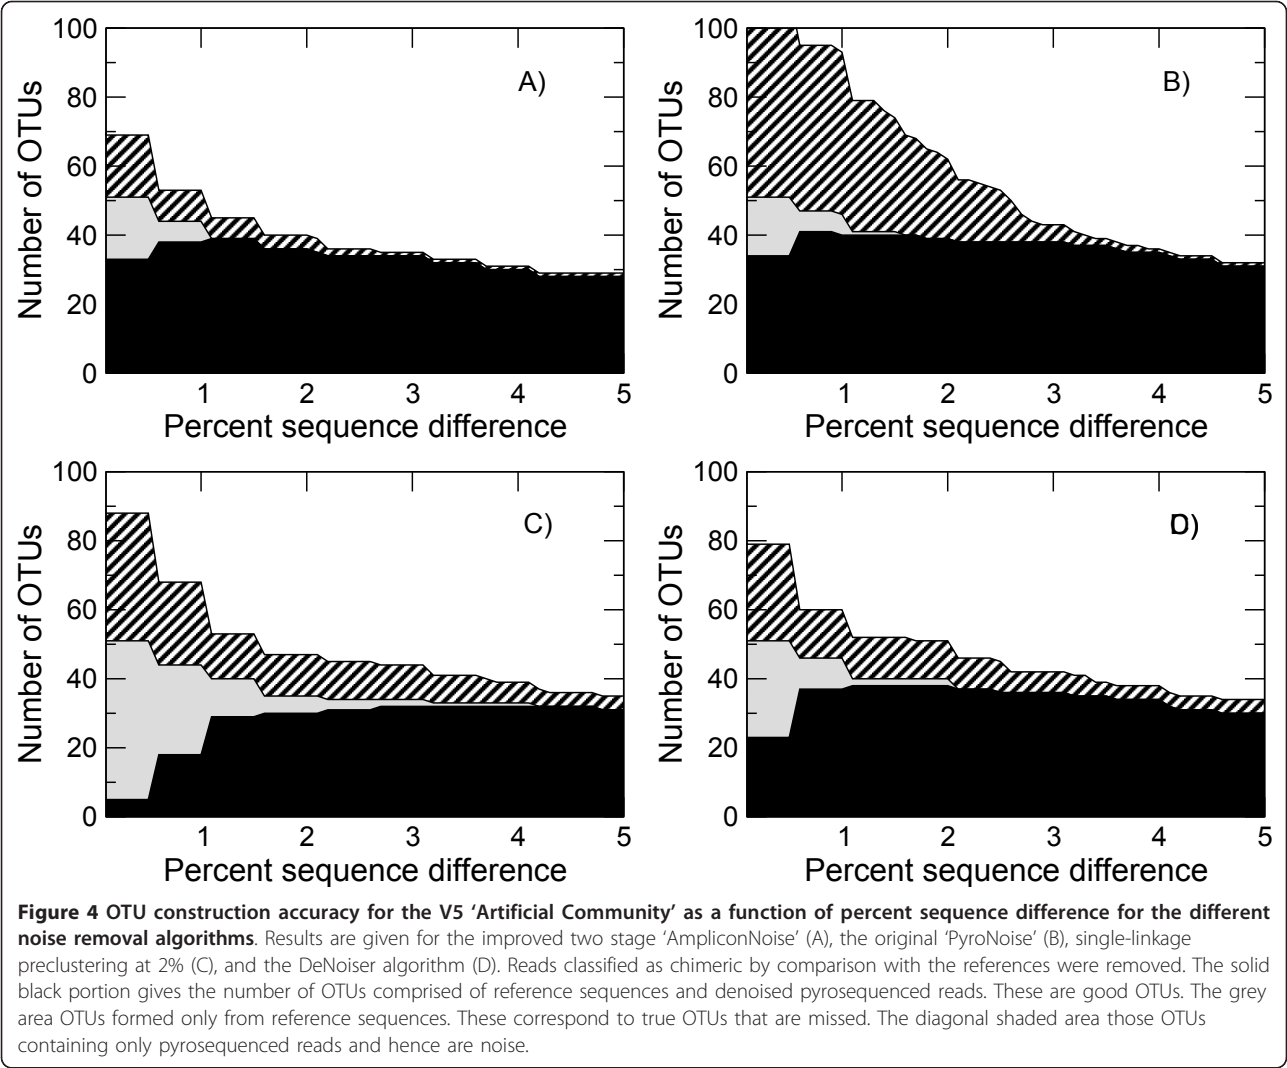 100
80
60
40
20
0
Number of OTUs
A)
1 2 3 4 5
Percent sequence difference
100
80
60
40
20
0
Number of OTUs
B)
1 2 3 4 5
Percent sequence difference
100
80
60
40
20
0
Number of OTUs
C)
1 2 3 4 5
Percent sequence difference
100
80
60
40
20
0
Number of OTUs
D)
1 2 3 4 5
Percent sequence difference
Figure 4 OTU construction accuracy for the V5 ‘Artificial Community’ as a function of percent sequence difference for the different
noise removal algorithms. Results are given for the improved two stage ‘AmpliconNoise’ (A), the original ‘PyroNoise’ (B), single-linkage
preclustering at 2% (C), and the DeNoiser algorithm (D). Reads classified as chimeric by comparison with the references were removed. The solid
black portion gives the number of OTUs comprised of reference sequences and denoised pyrosequenced reads. These are good OTUs. The grey
area OTUs formed only from reference sequences. These correspond to true OTUs that are missed. The diagonal shaded area those OTUs
containing only pyrosequenced reads and hence are noise.